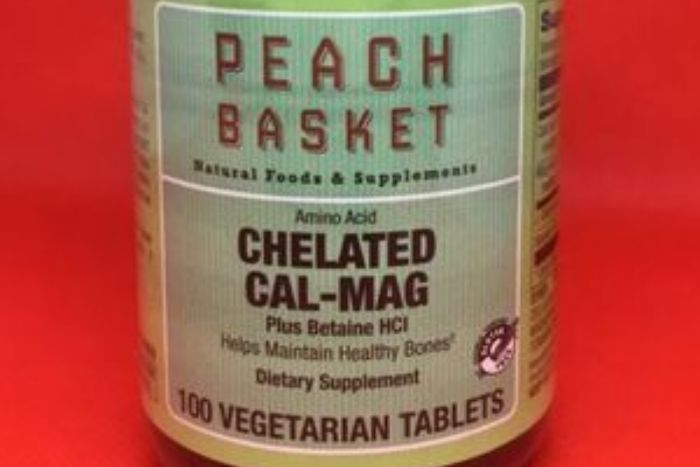 PEACH
BASKET
Natural Foods & Supplements
Amino Acid
CHELATED
CAL-MAG
Plus Betaine HCl
Helps Maintain Healthy Bones*
Dietary Supplement
100 VEGETARIAN TABLETS